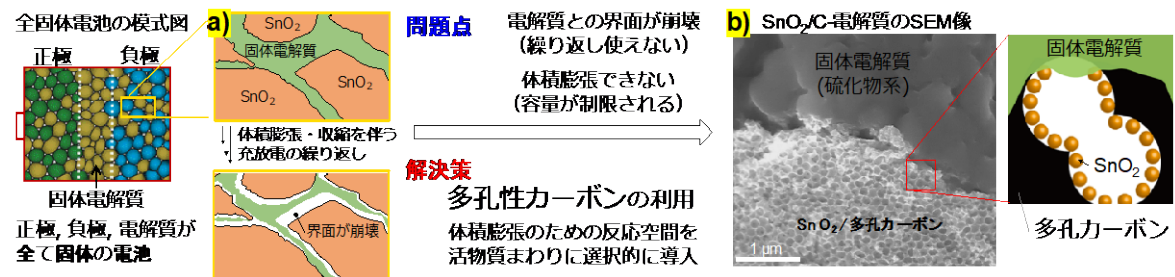 全固体電池の模式図
正極
負極
固体電解質
正極, 負極, 電解質が
全て固体の電池
a)
SnO2
固体電解質
SnO2
SnO2
体積膨張・収縮を伴う
充放電の繰り返し
界面が崩壊
問題点
電解質との界面が崩壊
(繰り返し使えない)
体積膨張できない
(容量が制限される)
解決策
多孔性カーボンの利用
体積膨張のための反応空間を
活物質まわりに選択的に導入
b)
SnO2/C-電解質のSEM像
固体電解質
(硫化物系)
SnO2/多孔カーボン
1 μm
固体電解質
SnO2
多孔カーボン